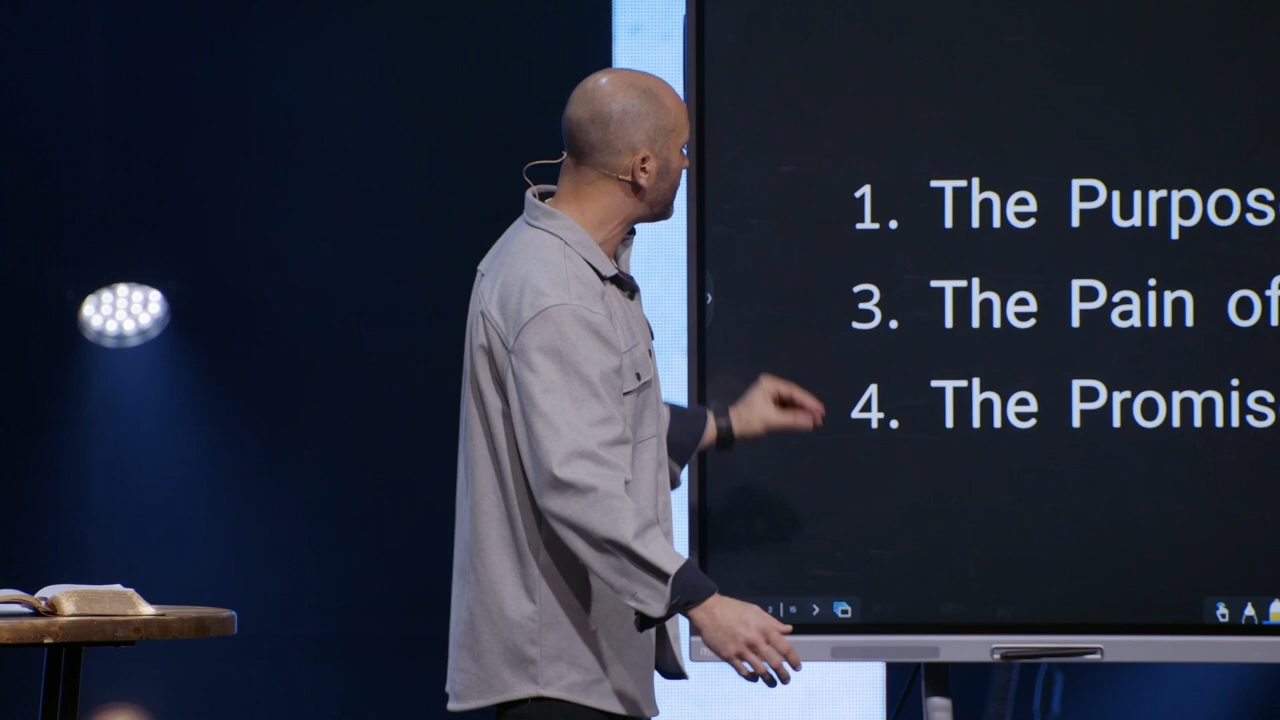 1. The Purpos
3. The Pain of
4. The Promis